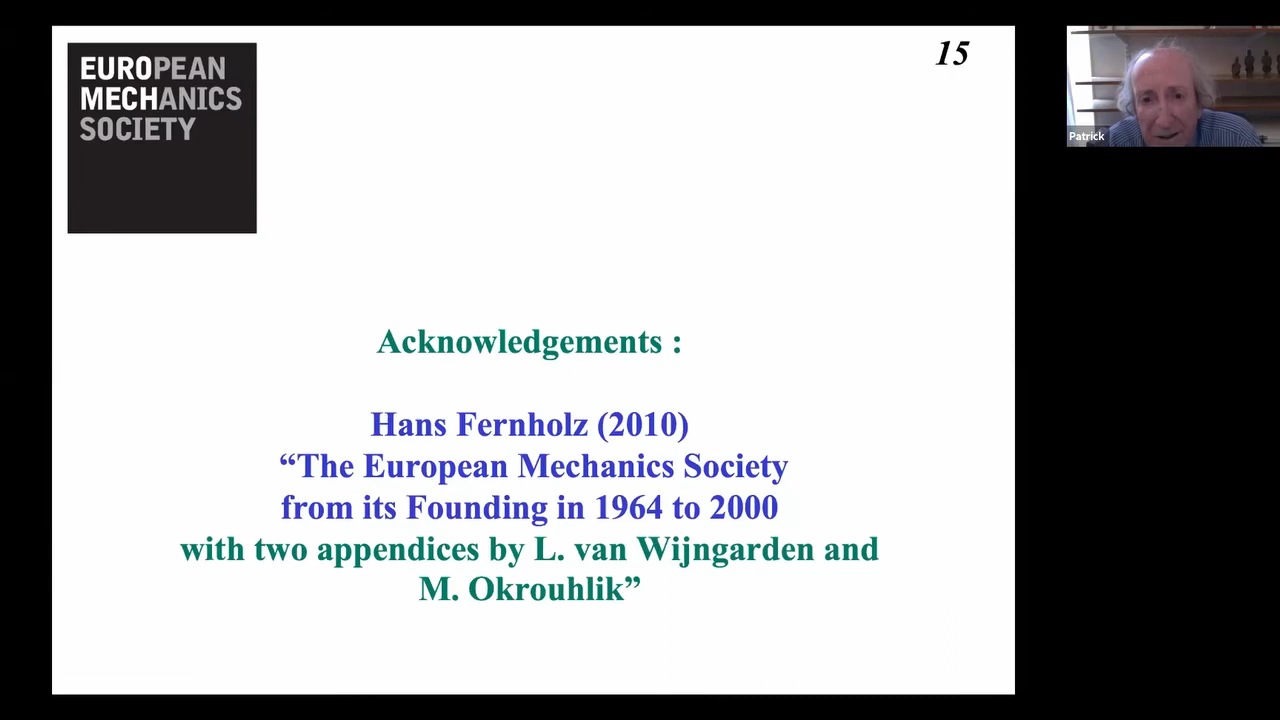 EUROPEAN
MECHANICS
SOCIETY
15
Patrick
Acknowledgements :
Hans Fernholz (2010)
“The European Mechanics Society
from its Founding in 1964 to 2000
with two appendices by L. van Wijngarden and
M. Okrouhlik”